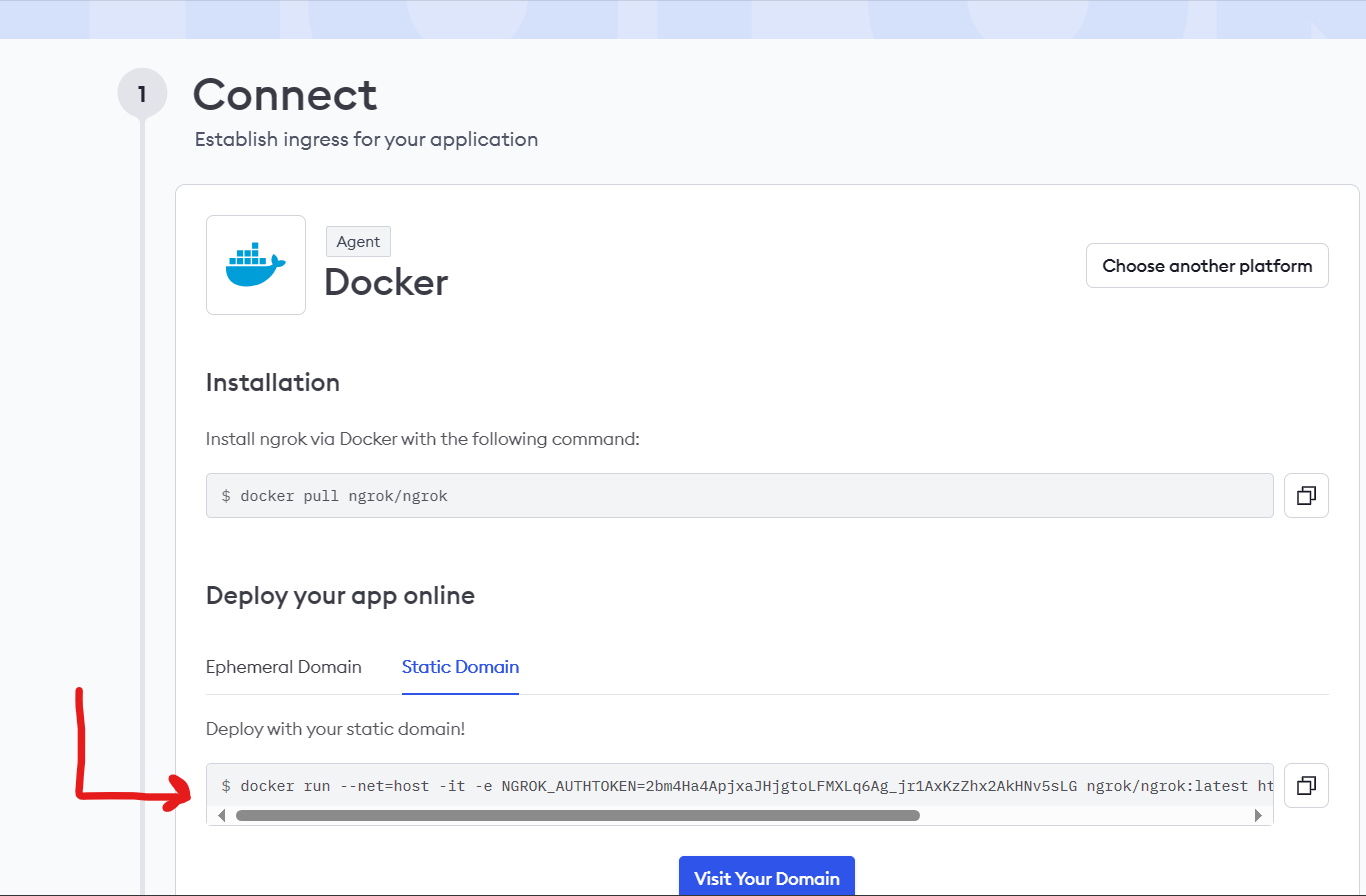 1
Connect
Establish ingress for your application
Agent
Docker
Choose another platform
Installation
Install ngrok via Docker with the following command:
$ docker pull ngrok/ngrok
Deploy your app online
Ephemeral Domain
Static Domain
Deploy with your static domain!
$ docker run --net=host -it -e NGROK_AUTHTOKEN=2bm4Ha4ApjxaJHjgtoLFMXLq6Ag_jr1AxKzZhx2AkHNv5sLG ngrok/ngrok:latest ht
Visit Your Domain